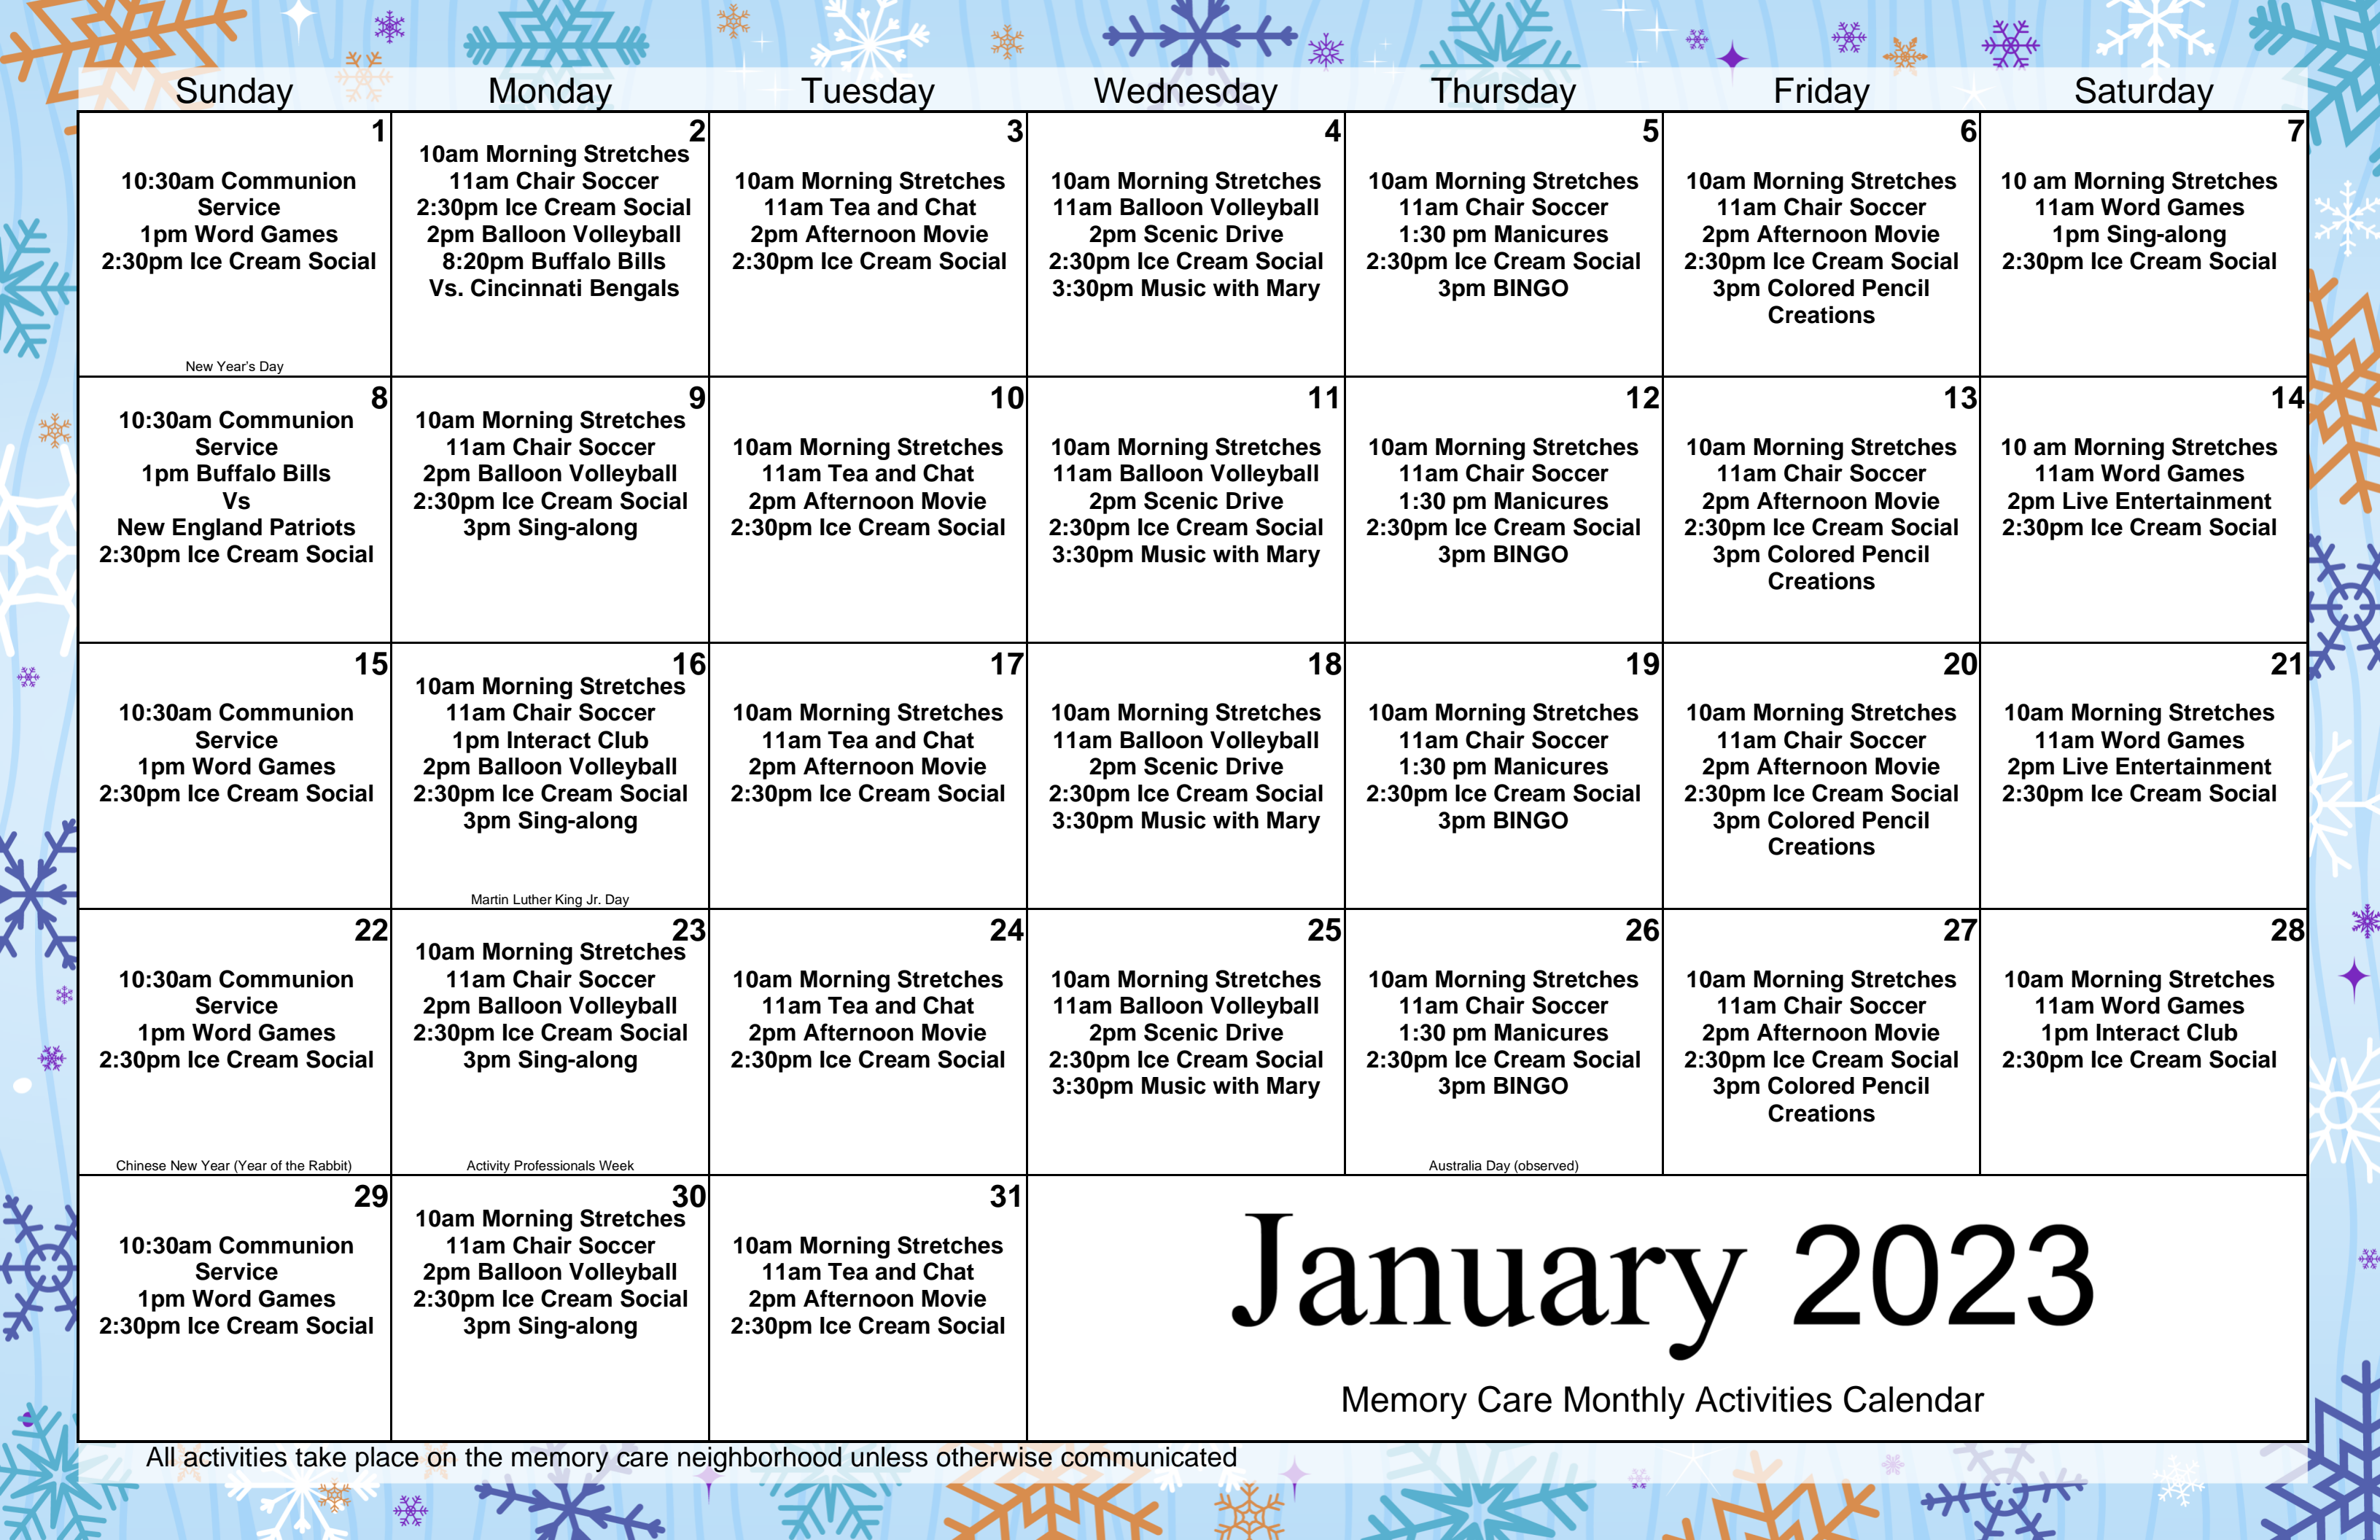 Sunday Monday Tuesday Wednesday Thursday Friday Saturday
1
10:30am Communion
Service
1pm Word Games
2:30pm Ice Cream Social
New Year's Day
2
10am Morning Stretches
11am Chair Soccer
2:30pm Ice Cream Social
2pm Balloon Volleyball
8:20pm Buffalo Bills
Vs. Cincinnati Bengals
3
10am Morning Stretches
11am Tea and Chat
2pm Afternoon Movie
2:30pm Ice Cream Social
4
10am Morning Stretches
11am Balloon Volleyball
2pm Scenic Drive
2:30pm Ice Cream Social
3:30pm Music with Mary
5
10am Morning Stretches
11am Chair Soccer
1:30 pm Manicures
2:30pm Ice Cream Social
3pm BINGO
6
10am Morning Stretches
11am Chair Soccer
2pm Afternoon Movie
2:30pm Ice Cream Social
3pm Colored Pencil
Creations
7
10 am Morning Stretches
11am Word Games
1pm Sing-along
2:30pm Ice Cream Social
8
10:30am Communion
Service
1pm Buffalo Bills
Vs
New England Patriots
2:30pm Ice Cream Social
9
10am Morning Stretches
11am Chair Soccer
2pm Balloon Volleyball
2:30pm Ice Cream Social
3pm Sing-along
10
10am Morning Stretches
11am Tea and Chat
2pm Afternoon Movie
2:30pm Ice Cream Social
11
10am Morning Stretches
11am Balloon Volleyball
2pm Scenic Drive
2:30pm Ice Cream Social
3:30pm Music with Mary
12
10am Morning Stretches
11am Chair Soccer
1:30 pm Manicures
2:30pm Ice Cream Social
3pm BINGO
13
10am Morning Stretches
11am Chair Soccer
2pm Afternoon Movie
2:30pm Ice Cream Social
3pm Colored Pencil
Creations
14
10 am Morning Stretches
11am Word Games
2pm Live Entertainment
2:30pm Ice Cream Social
15
10:30am Communion
Service
1pm Word Games
2:30pm Ice Cream Social
16
10am Morning Stretches
11am Chair Soccer
1pm Interact Club
2pm Balloon Volleyball
2:30pm Ice Cream Social
3pm Sing-along
Martin Luther King Jr. Day
17
10am Morning Stretches
11am Tea and Chat
2pm Afternoon Movie
2:30pm Ice Cream Social
18
10am Morning Stretches
11am Balloon Volleyball
2pm Scenic Drive
2:30pm Ice Cream Social
3:30pm Music with Mary
19
10am Morning Stretches
11am Chair Soccer
1:30 pm Manicures
2:30pm Ice Cream Social
3pm BINGO
20
10am Morning Stretches
11am Chair Soccer
2pm Afternoon Movie
2:30pm Ice Cream Social
3pm Colored Pencil
Creations
21
10am Morning Stretches
11am Word Games
2pm Live Entertainment
2:30pm Ice Cream Social
22
10:30am Communion
Service
1pm Word Games
2:30pm Ice Cream Social
Chinese New Year (Year of the Rabbit)
23
10am Morning Stretches
11am Chair Soccer
2pm Balloon Volleyball
2:30pm Ice Cream Social
3pm Sing-along
Activity Professionals Week
24
10am Morning Stretches
11am Tea and Chat
2pm Afternoon Movie
2:30pm Ice Cream Social
25
10am Morning Stretches
11am Balloon Volleyball
2pm Scenic Drive
2:30pm Ice Cream Social
3:30pm Music with Mary
26
10am Morning Stretches
11am Chair Soccer
1:30 pm Manicures
2:30pm Ice Cream Social
3pm BINGO
Australia Day (observed)
27
10am Morning Stretches
11am Chair Soccer
2pm Afternoon Movie
2:30pm Ice Cream Social
3pm Colored Pencil
Creations
28
10am Morning Stretches
11am Word Games
1pm Interact Club
2:30pm Ice Cream Social
29
10:30am Communion
Service
1pm Word Games
2:30pm Ice Cream Social
30
10am Morning Stretches
11am Chair Soccer
2pm Balloon Volleyball
2:30pm Ice Cream Social
3pm Sing-along
31
10am Morning Stretches
11am Tea and Chat
2pm Afternoon Movie
2:30pm Ice Cream Social
January 2023
Memory Care Monthly Activities Calendar
All activities take place on the memory care neighborhood unless otherwise communicated